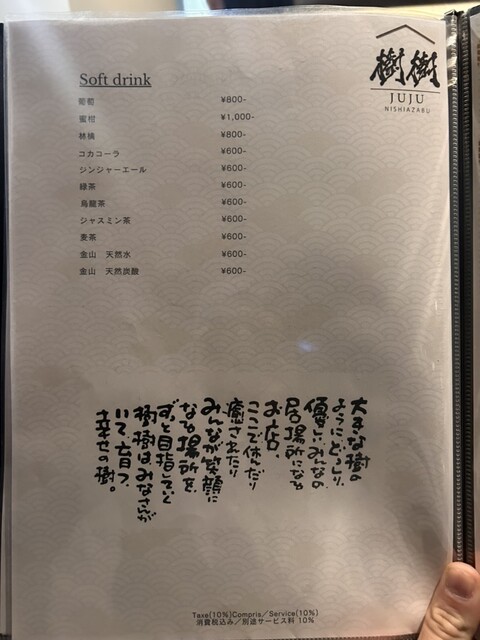 樹樹
JUJU
NISHIAZABU
Soft drink
葡萄 ¥800-
蜜柑 ¥1,000-
林檎 ¥800-
コカコーラ ¥600-
ジンジャーエール ¥600-
緑茶 ¥600-
烏龍茶 ¥600-
ジャスミン茶 ¥600-
麦茶 ¥600-
金山 天然水 ¥600-
金山 天然炭酸 ¥600-
大きな樹の
ようにどっしり、
優しいみんなの
居場所になる
お店。
ここで休んだり
癒されたり
みんなが笑顔に
なる場所を
ずっと目指していく
樹樹はみなさんが
いて育つ、
幸せの樹。
Taxe(10%)Compris／Service(10%)
消費税込み／別途サービス料 10%